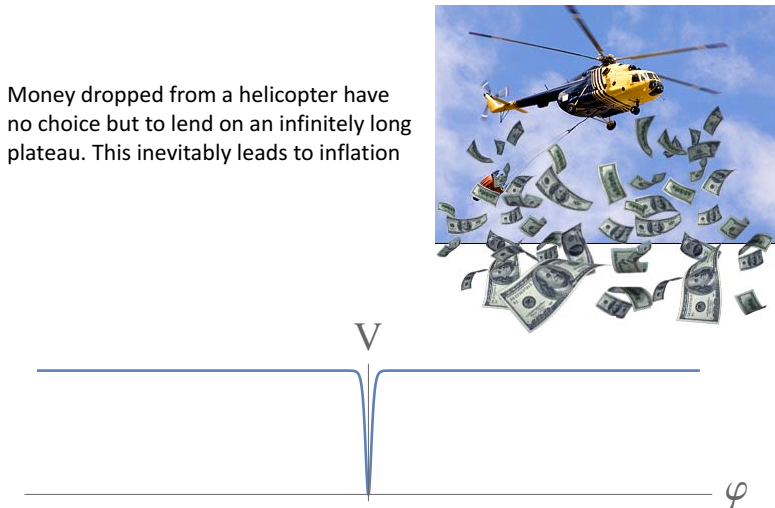 Money dropped from a helicopter have
no choice but to lend on an infinitely long
plateau. This inevitably leads to inflation
V
φ